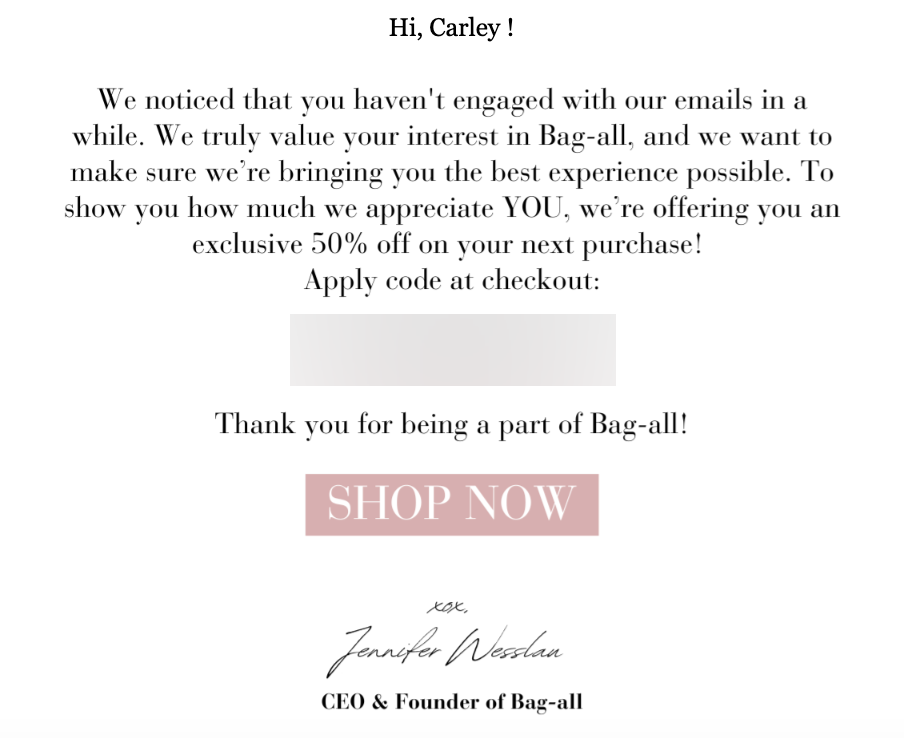 Hi, Carley !
We noticed that you haven't engaged with our emails in a
while. We truly value your interest in Bag-all, and we want to
make sure we’re bringing you the best experience possible. To
show you how much we appreciate YOU, we’re offering you an
exclusive 50% off on your next purchase!
Apply code at checkout:
Thank you for being a part of Bag-all!
SHOP NOW
xox,
Jennifer Wesslau
CEO & Founder of Bag-all